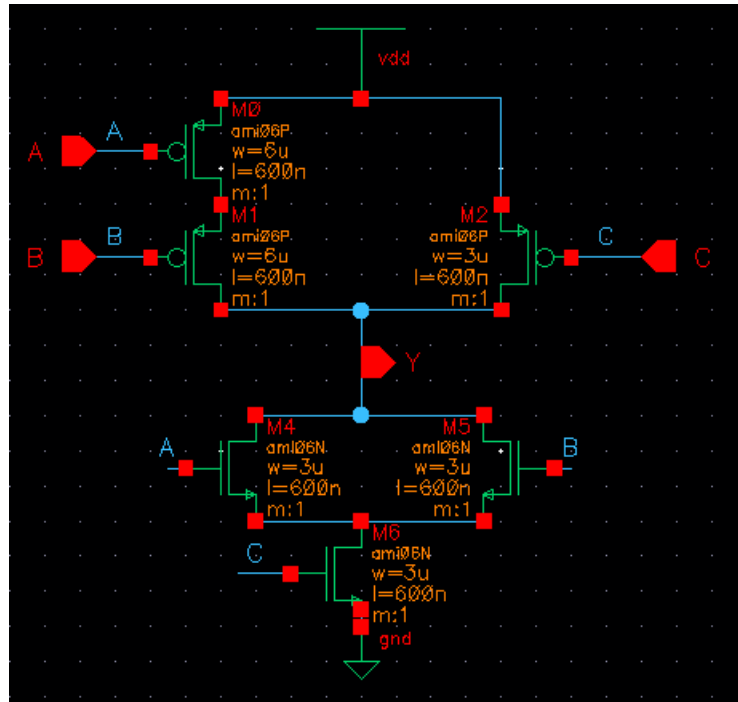 vdd
M0
A
A
ami06P
w=6u
l=600n
m:1
M1
B
B
ami06P
w=6u
l=600n
m:1
M2
C
C
ami06P
w=3u
l=600n
m:1
Y
M4
A
ami06N
w=3u
l=600n
m:1
M5
B
ami06N
w=3u
l=600n
m:1
M6
C
ami06N
w=3u
l=600n
m:1
gnd